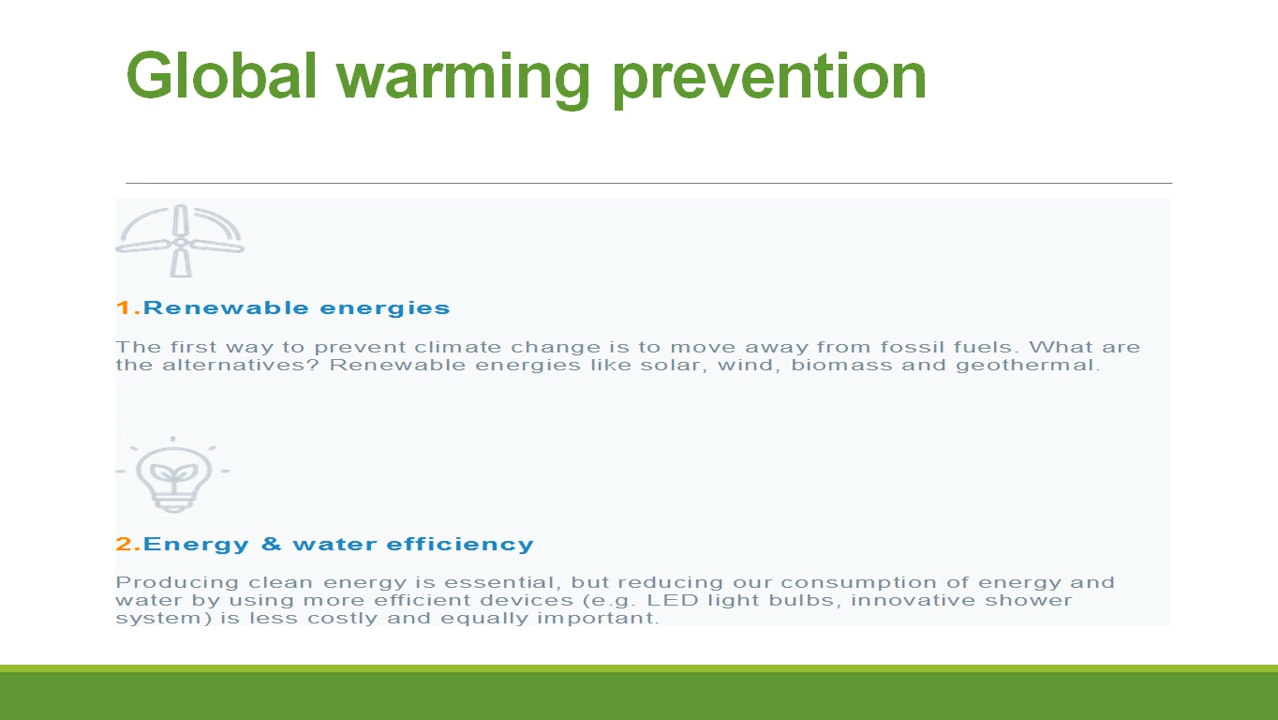 Global warming prevention
1.Renewable energies
The first way to prevent climate change is to move away from fossil fuels. What are
the alternatives? Renewable energies like solar, wind, biomass and geothermal.
2.Energy & water efficiency
Producing clean energy is essential, but reducing our consumption of energy and
water by using more efficient devices (e.g. LED light bulbs, innovative shower
system) is less costly and equally important.